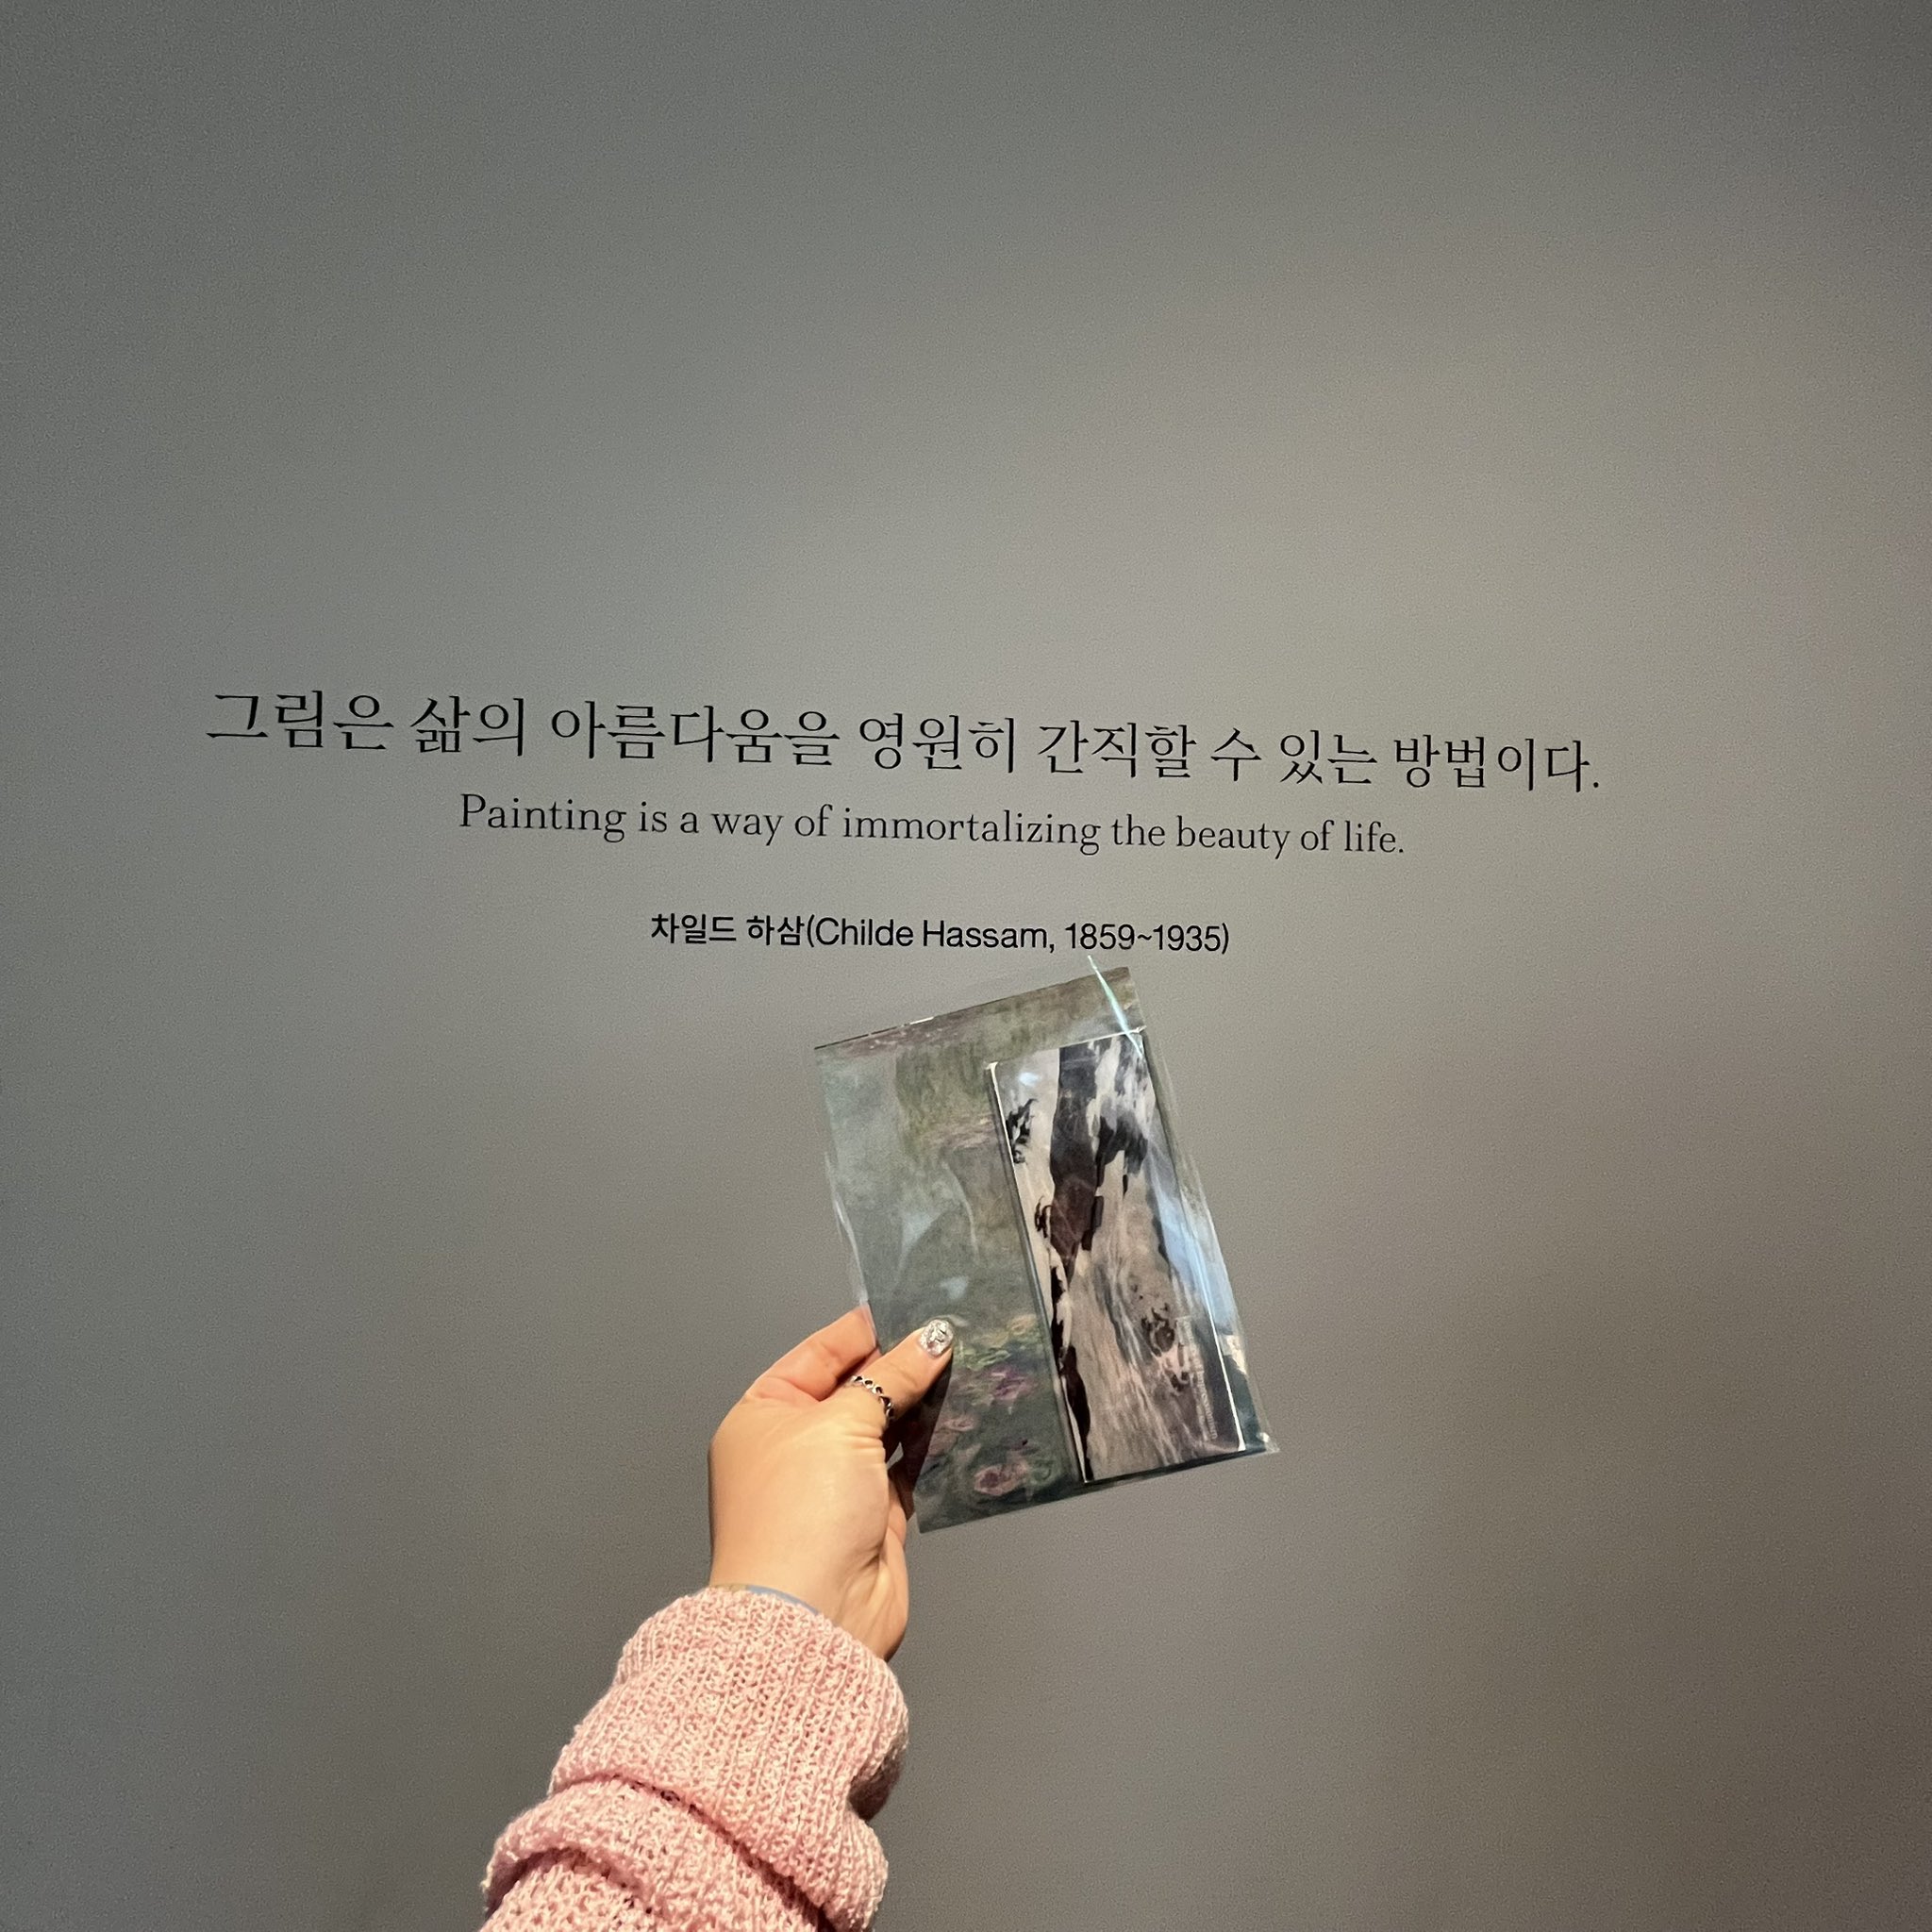 그림은 삶의 아름다움을 영원히 간직할 수 있는 방법이다.
Painting is a way of immortalizing the beauty of life.
차일드 하삼(Childe Hassam, 1859~1935)